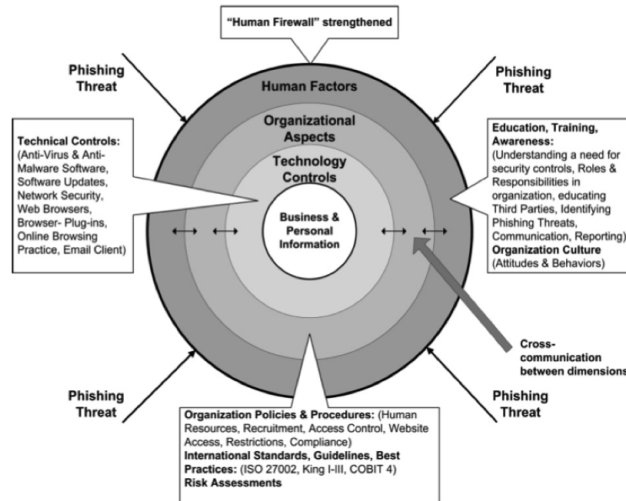 “Human Firewall” strengthened
Phishing
Threat
Phishing
Threat
Human Factors
Organizational
Aspects
Technology
Controls
Business &
Personal
Information
Technical Controls:
(Anti-Virus & Anti-
Malware Software,
Software Updates,
Network Security,
Web Browsers,
Browser- Plug-ins,
Online Browsing
Practice, Email Client)
Education, Training,
Awareness:
(Understanding a need for
security controls, Roles &
Responsibilities in
organization, educating
Third Parties, Identifying
Phishing Threats,
Communication, Reporting)
Organization Culture
(Attitudes & Behaviors)
Cross-
communication
between dimensions
Phishing
Threat
Phishing
Threat
Organization Policies & Procedures: (Human
Resources, Recruitment, Access Control, Website
Access, Restrictions, Compliance)
International Standards, Guidelines, Best
Practices: (ISO 27002, King I-III, COBIT 4)
Risk Assessments